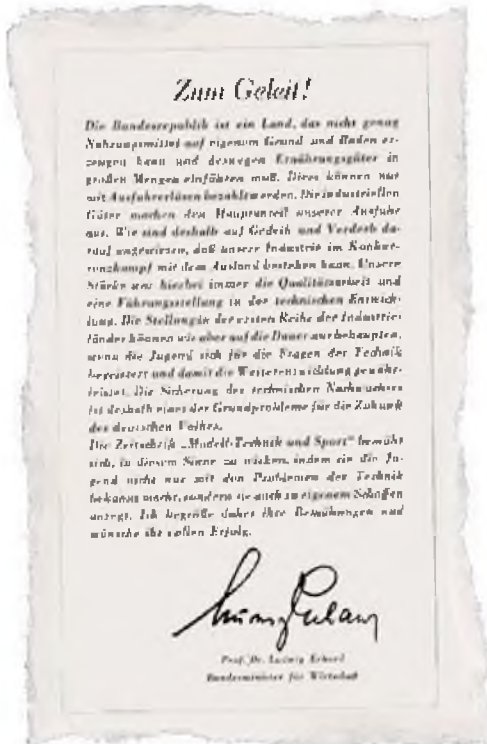 Zum Geleit!
Die Bundesrepublik ist ein Land, das nicht genug
Nahrungsmittel auf eigenem Grund und Boden er-
zeugen kann und deswegen Ernährungsgüter in
großen Mengen einführen muß. Diese können nur
mit Ausfuhrerlösen bezahlt werden. Die industriellen
Güter machen den Hauptanteil unserer Ausfuhr
aus. Wir sind deshalb auf Gedeih und Verderb da-
rauf angewiesen, daß unsere Industrie im Konkur-
renzkampf mit dem Ausland bestehen kann. Unsere
Stärke war hierbei immer die Qualitätsarbeit und
eine Führungsstellung in der technischen Entwick-
lung. Die Stellung in der ersten Reihe der Industrie-
länder können wir aber auf die Dauer nur behaupten,
wenn die Jugend sich für die Fragen der Technik
begeistert und damit die Weiterentwicklung gewähr-
leistet. Die Sicherung des technischen Nachwuchses
ist deshalb eines der Grundprobleme für die Zukunft
des deutschen Volkes.
Die Zeitschrift „Modell-Technik und Sport“ bemüht
sich, in diesem Sinne zu wirken, indem sie die Ju-
gend nicht nur mit den Problemen der Technik
bekannt macht, sondern sie auch zu eigenem Schaffen
anregt. Ich begrüße daher ihre Bemühungen und
wünsche ihr vollen Erfolg.
Prof. Dr. Ludwig Erhard
Bundesminister für Wirtschaft